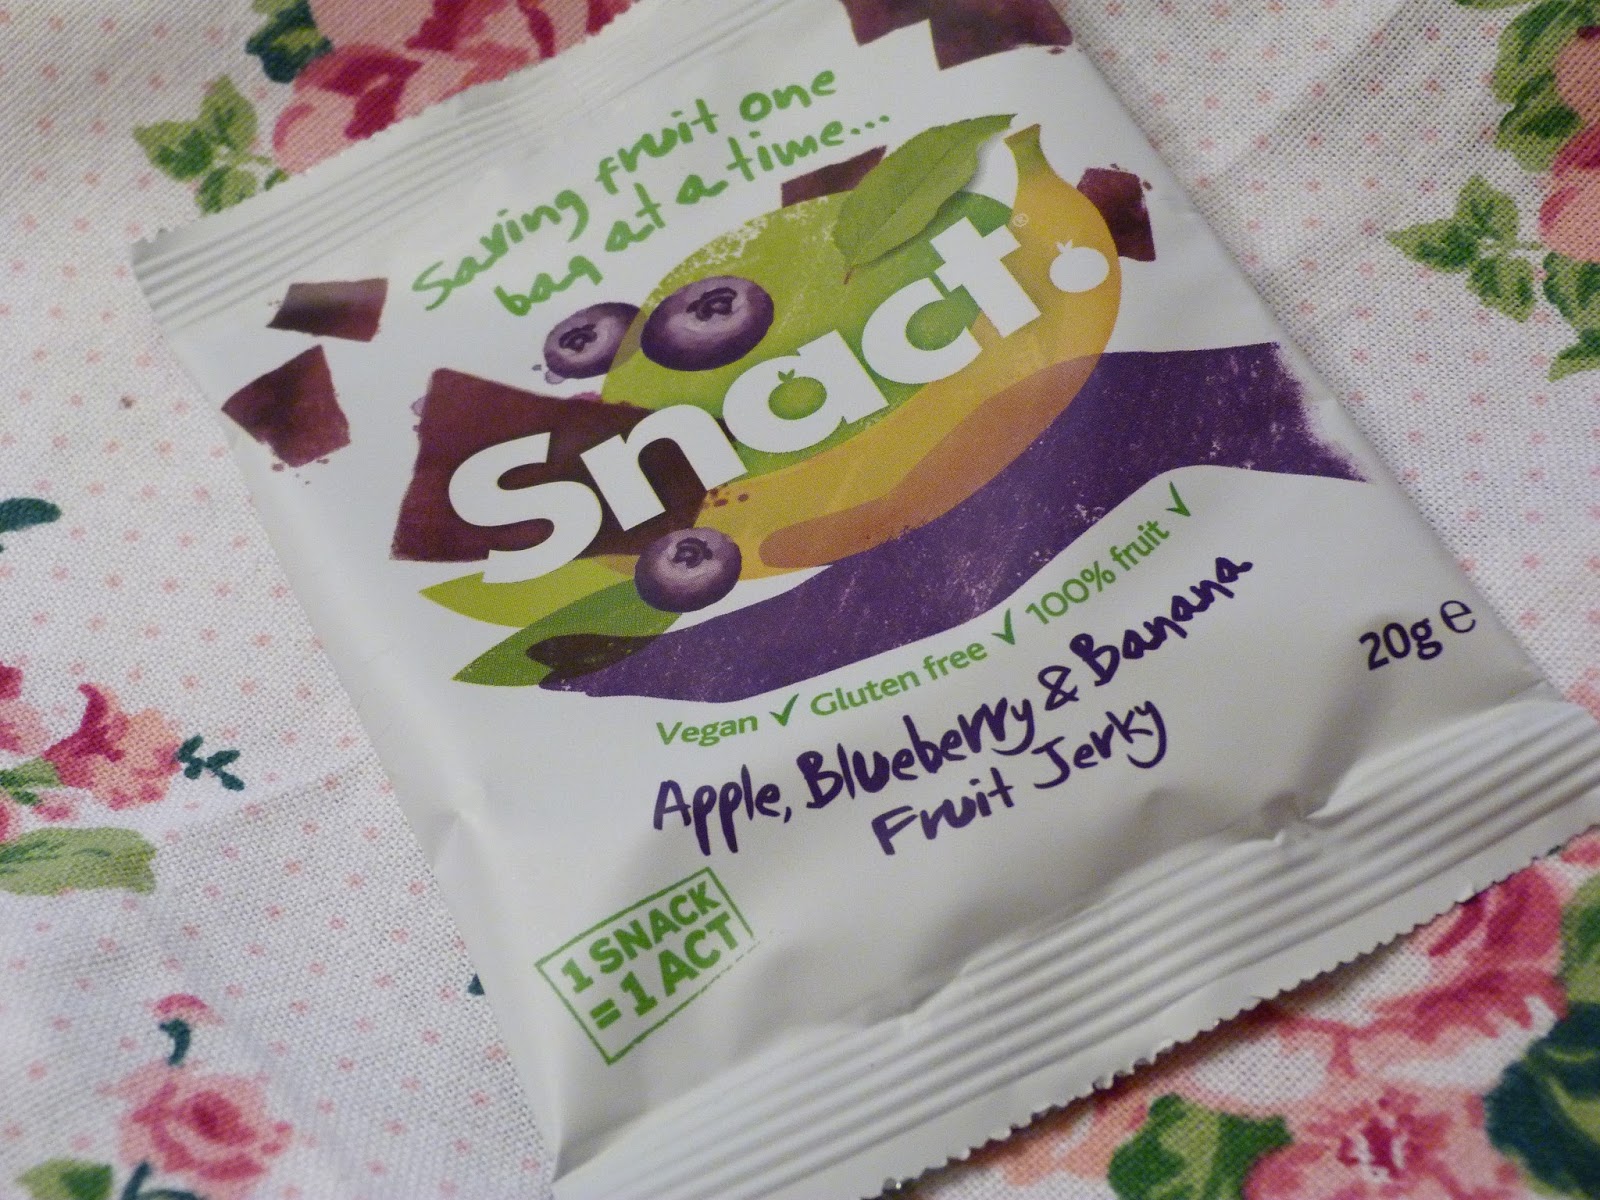 Saving fruit one
bag at a time...
Snact.®
Vegan ✓ Gluten free ✓ 100% fruit ✓
Apple, Blueberry & Banana
Fruit Jerky
20g ℮
1 SNACK
= 1 ACT